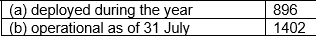 (a) deployed during the year 896
(b) operational as of 31 July 1402